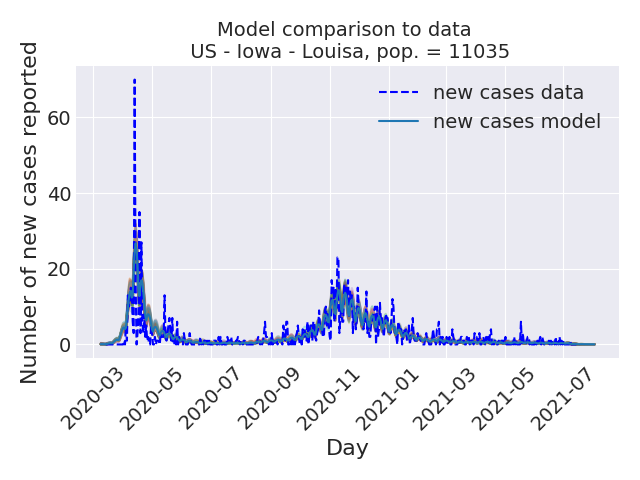 Model comparison to data
US - Iowa - Louisa, pop. = 11035
Number of new cases reported
60
40
20
0
new cases data
new cases model
2020-03
2020-05
2020-07
2020-09
2020-11
2021-01
2021-03
2021-05
2021-07
Day